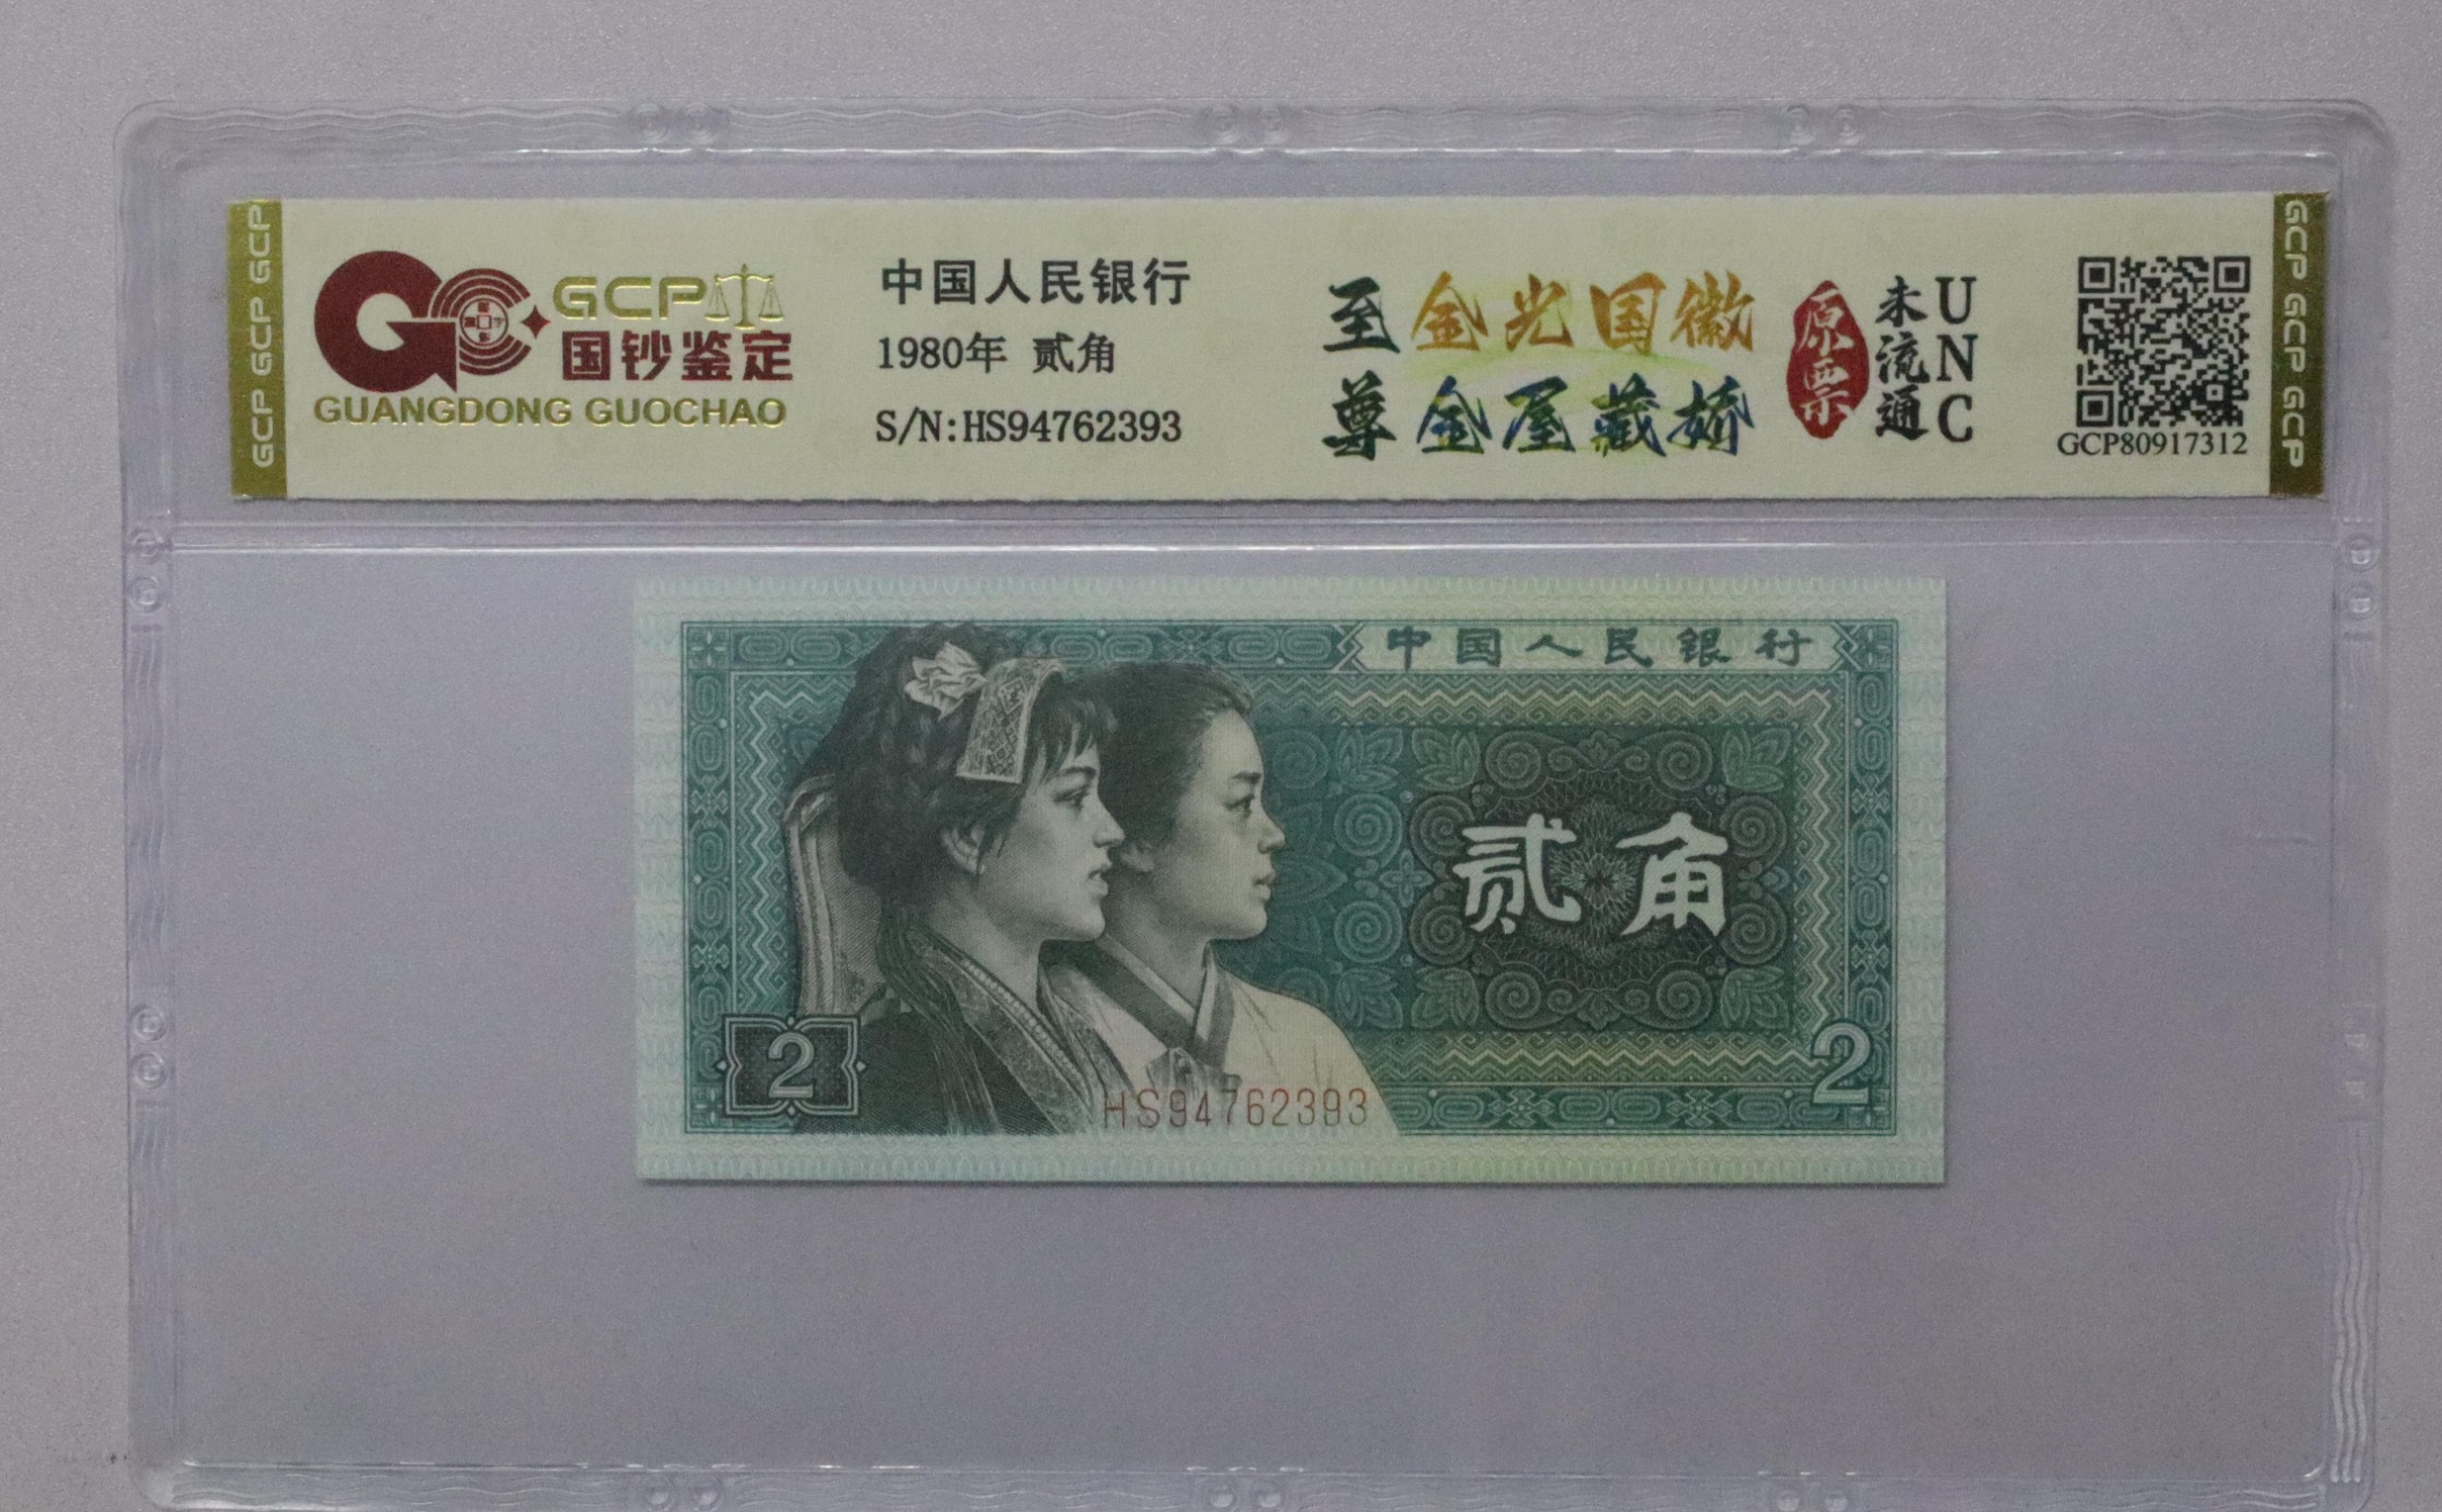 GCP GCP GCP
GCP
国钞鉴定
GUANGDONG GUOCHAO
中国人民银行
1980年 贰角
S/N:HS94762393
至尊
金光国徽
金屋藏娇
原票
未流通
UNC
GCP80917312
GCP GCP GCP
中国人民银行
贰角
2
HS94762393
2